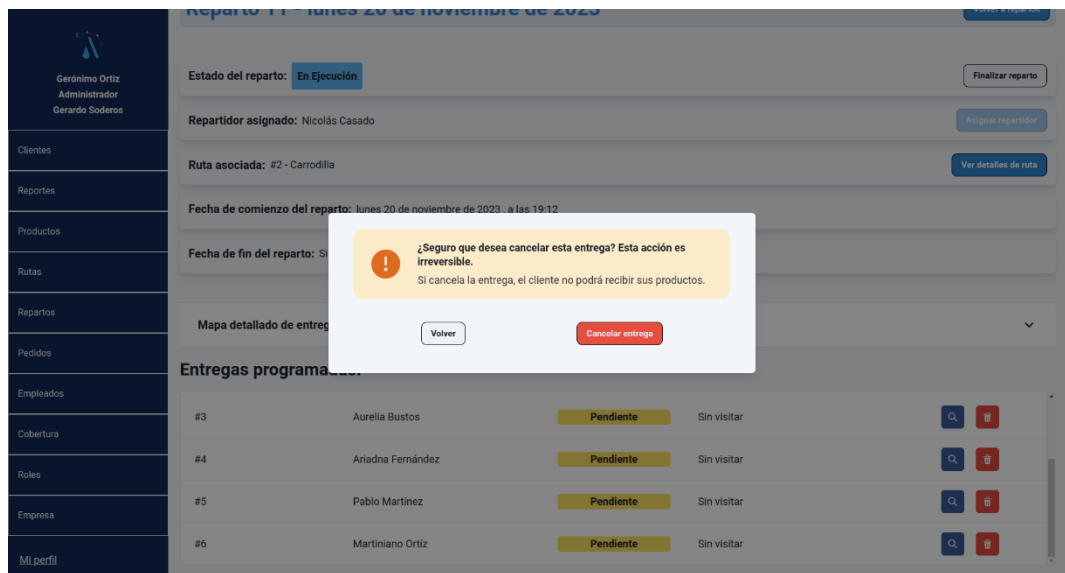 Reparto 11 - lunes 20 de noviembre de 2023
Volver a repartos
Gerónimo Ortiz
Administrador
Gerardo Soderos
Estado del reparto: En Ejecución
Finalizar reparto
Repartidor asignado: Nicolás Casado
Asignar repartidor
Ruta asociada: #2 - Carrodilla
Ver detalles de ruta
Fecha de comienzo del reparto: lunes 20 de noviembre de 2023 , a las 19:12
Fecha de fin del reparto: Si
¿Seguro que desea cancelar esta entrega? Esta acción es
irreversible.
Si cancela la entrega, el cliente no podrá recibir sus productos.
Volver
Cancelar entrega
Mapa detallado de entreg
Entregas programadas:
#3 Aurelia Bustos Pendiente Sin visitar
#4 Ariadna Fernández Pendiente Sin visitar
#5 Pablo Martínez Pendiente Sin visitar
#6 Martiniano Ortíz Pendiente Sin visitar
Clientes
Reportes
Productos
Rutas
Repartos
Pedidos
Empleados
Cobertura
Roles
Empresa
Mi perfil